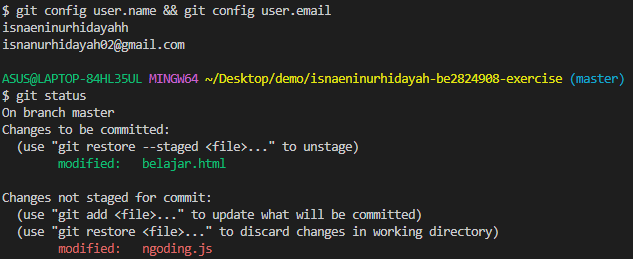 $ git config user.name && git config user.email
isnaeninurhidayahh
isnanurhidayah02@gmail.com
ASUS@LAPTOP-84HL35UL MINGW64 ~/Desktop/demo/isnaeninurhidayah-be2824908-exercise (master)
$ git status
On branch master
Changes to be committed:
(use "git restore --staged <file>..." to unstage)
modified: belajar.html
Changes not staged for commit:
(use "git add <file>..." to update what will be committed)
(use "git restore <file>..." to discard changes in working directory)
modified: ngoding.js